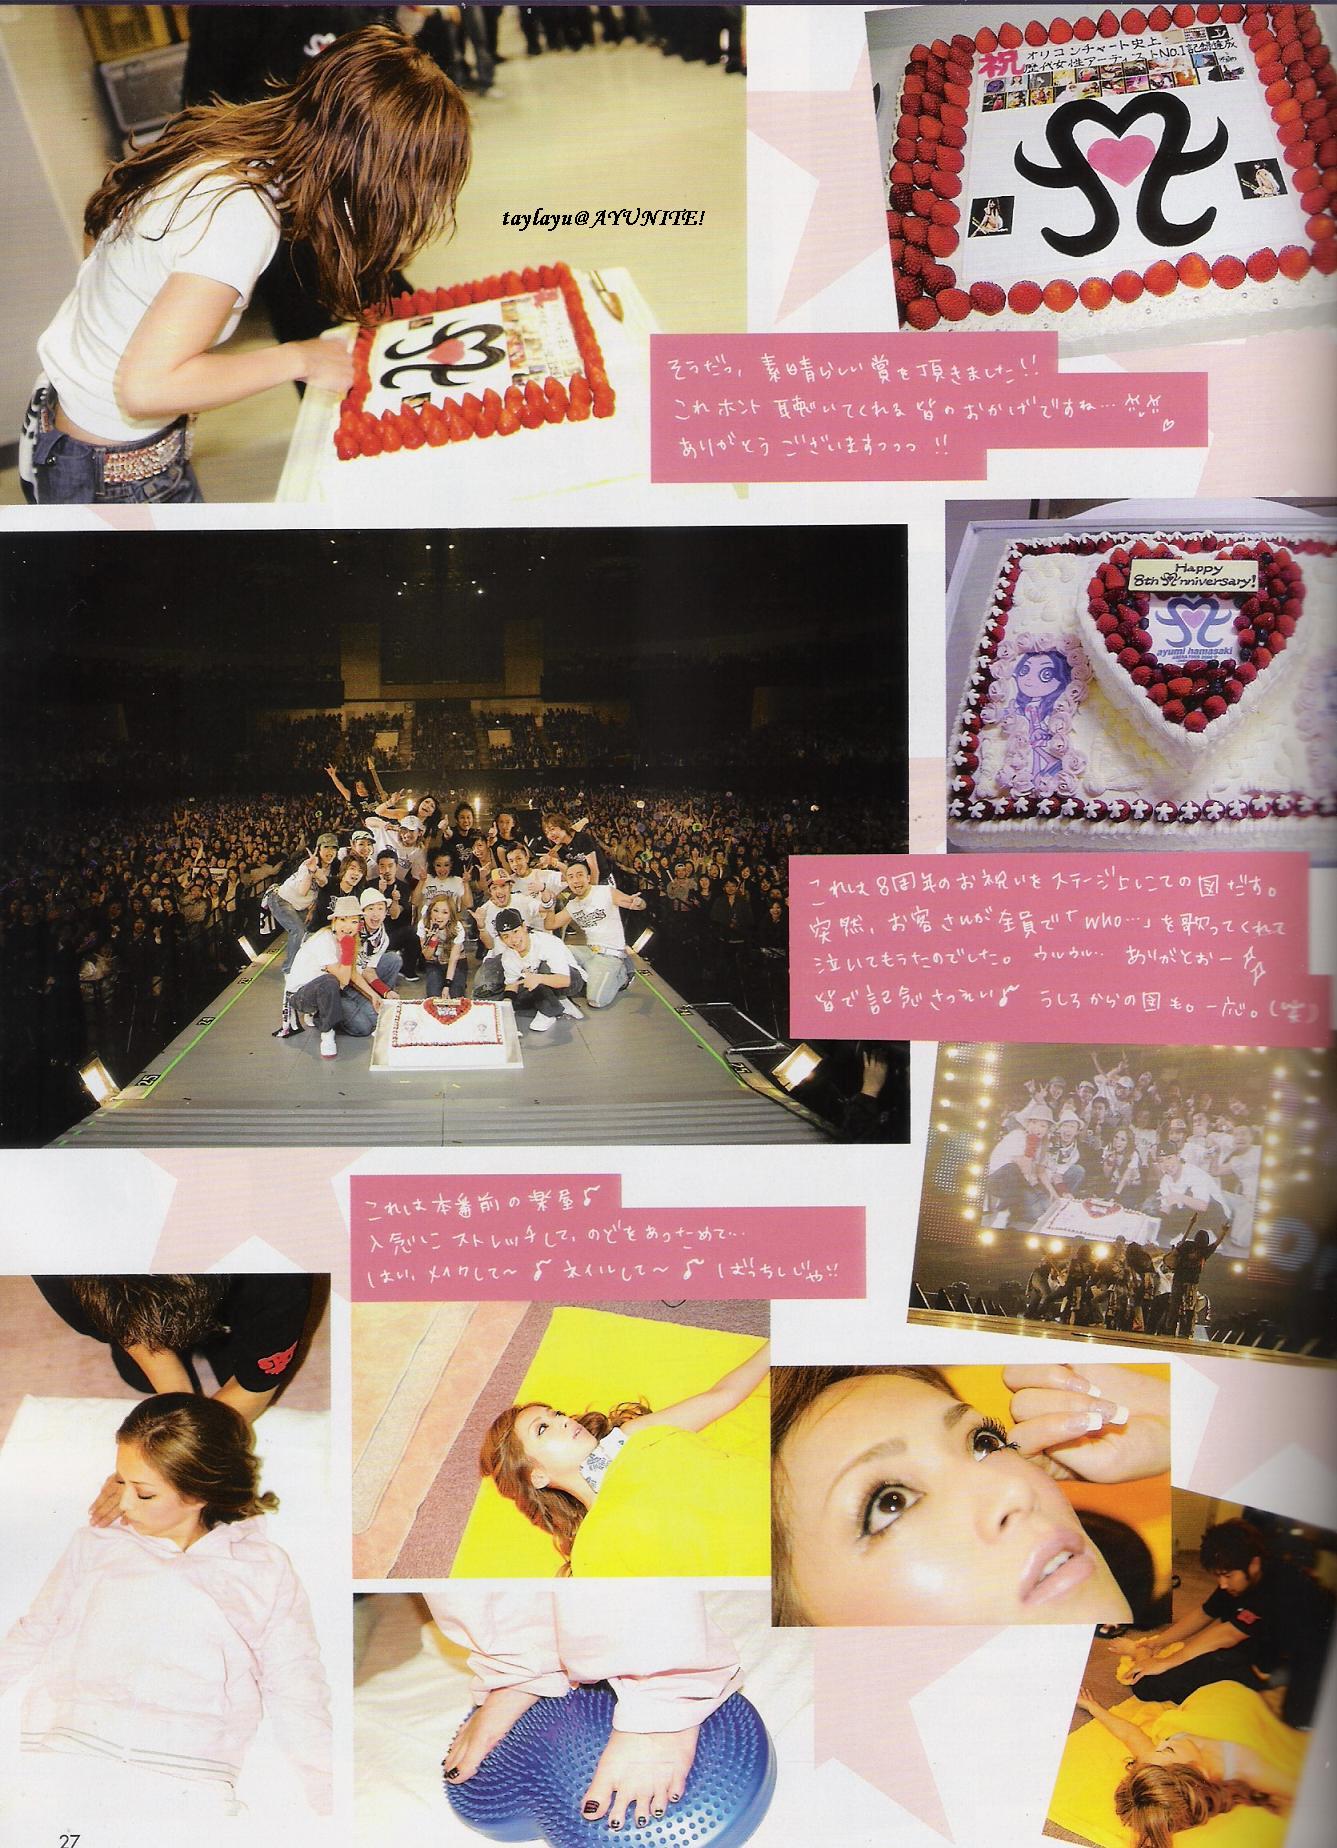 祝 オリコンチャート史上
歴代女性アーティストNO.1記録達成
taylayu@AYUNITE!
そうだっ、素晴らしい賞を頂きました!!
これホント聴いてくれる皆のおかげですね…
ありがとうございますっっっ!!
Happy
8th Anniversary!
ayumi hamasaki
これは8周年のお祝いをステージ上にての図だす。
突然、お客さんが全員で「who…」を歌ってくれて
泣いてもうたのでした。ウルウル… ありがとおー
皆で記念さつえい♪ うしろからの図も。一応。(笑)
これは本番前の楽屋♪
入念にストレッチして、のどをあっためて…
はい、メイクして〜♪ ネイルして〜♪ ばっちしじゃ!!
27